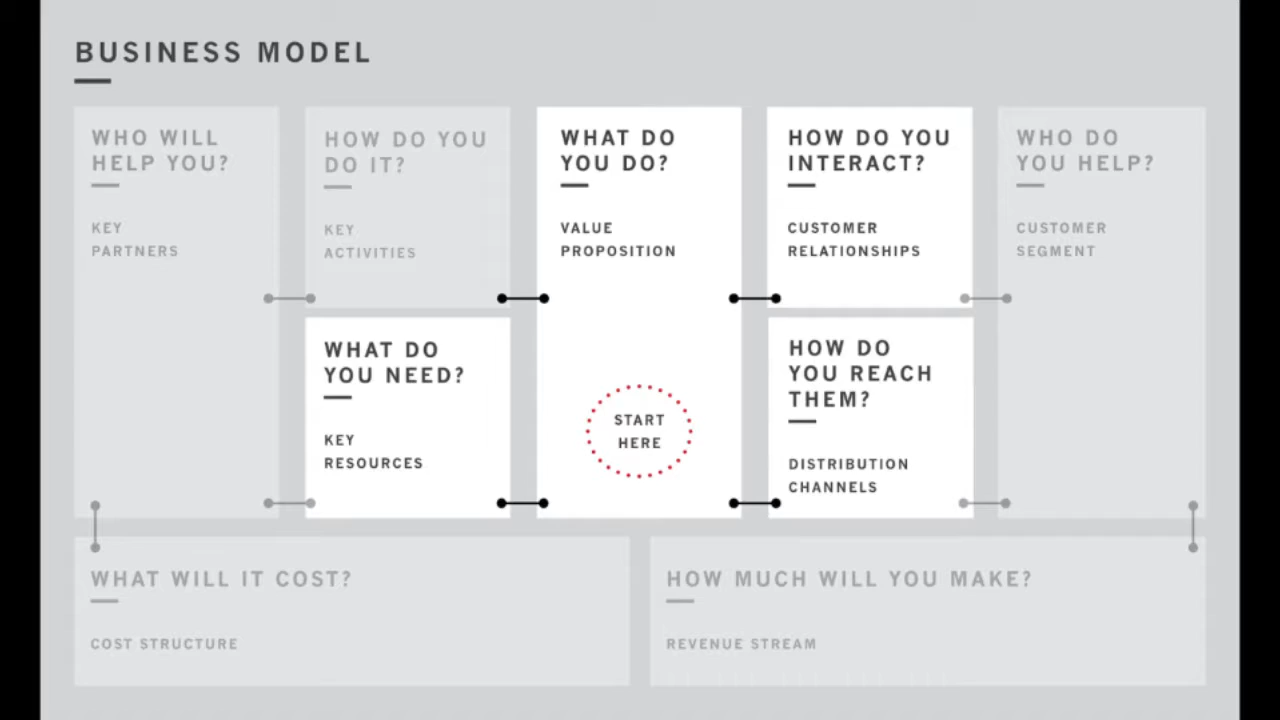 BUSINESS MODEL
WHO WILL
HELP YOU?
KEY
PARTNERS
HOW DO YOU
DO IT?
KEY
ACTIVITIES
WHAT DO
YOU NEED?
KEY
RESOURCES
WHAT DO
YOU DO?
VALUE
PROPOSITION
START
HERE
HOW DO YOU
INTERACT?
CUSTOMER
RELATIONSHIPS
HOW DO
YOU REACH
THEM?
DISTRIBUTION
CHANNELS
WHO DO
YOU HELP?
CUSTOMER
SEGMENT
WHAT WILL IT COST?
COST STRUCTURE
HOW MUCH WILL YOU MAKE?
REVENUE STREAM